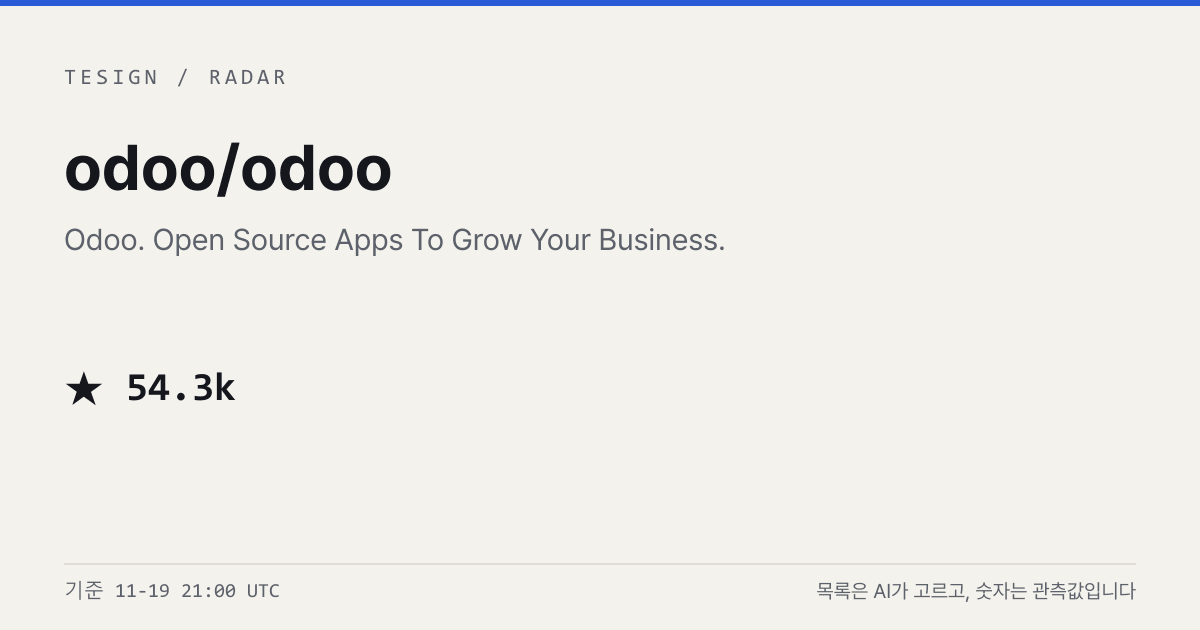 TESIGN / RADAR
odoo/odoo
Odoo. Open Source Apps To Grow Your Business.
★ 54.3k
기준 11-19 21:00 UTC
목록은 AI가 고르고, 숫자는 관측값입니다